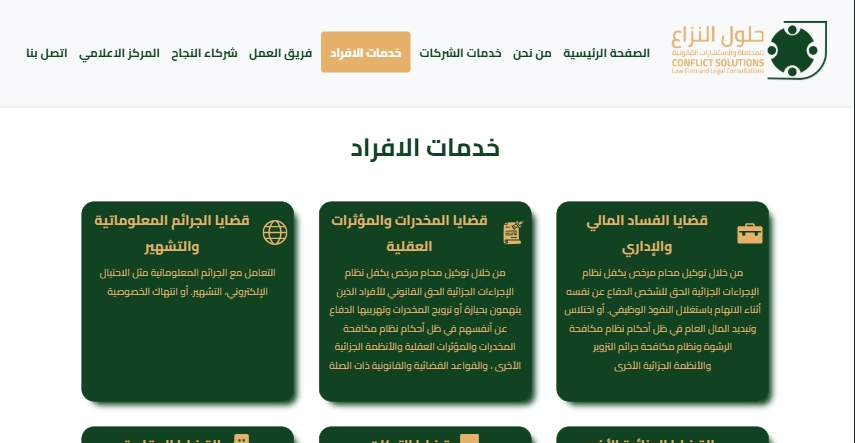 حلول النزاع
للمحاماة والاستشارات القانونية
CONFLICT SOLUTIONS
Law Firm and Legal Consultations
الصفحة الرئيسية
من نحن
خدمات الشركات
خدمات الافراد
فريق العمل
شركاء النجاح
المركز الاعلامي
اتصل بنا
خدمات الافراد
قضايا الفساد المالي
والإداري
من خلال توكيل محام مرخص يكفل نظام
الإجراءات الجزائية الحق للشخص الدفاع عن نفسه
أثناء الاتهام باستغلال النفوذ الوظيفي. أو اختلاس
وتبديد المال العام في ظل أحكام نظام مكافحة
الرشوة ونظام مكافحة جرائم التزوير
والأنظمة الجزائية الأخرى
قضايا المخدرات والمؤثرات
العقلية
من خلال توكيل محام مرخص يكفل نظام
الإجراءات الجزائية الحق القانوني للأفراد الذين
يتهمون بحيازة أو ترويج المخدرات وتهريبها الدفاع
عن أنفسهم في ظل أحكام نظام مكافحة
المخدرات والمؤثرات العقلية والأنظمة الجزائية
الأخرى ، والقواعد القضائية والقانونية ذات الصلة
قضايا الجرائم المعلوماتية
والتشهير
التعامل مع الجرائم المعلوماتية مثل الاحتيال
الإلكتروني، التشهير. أو انتهاك الخصوصية